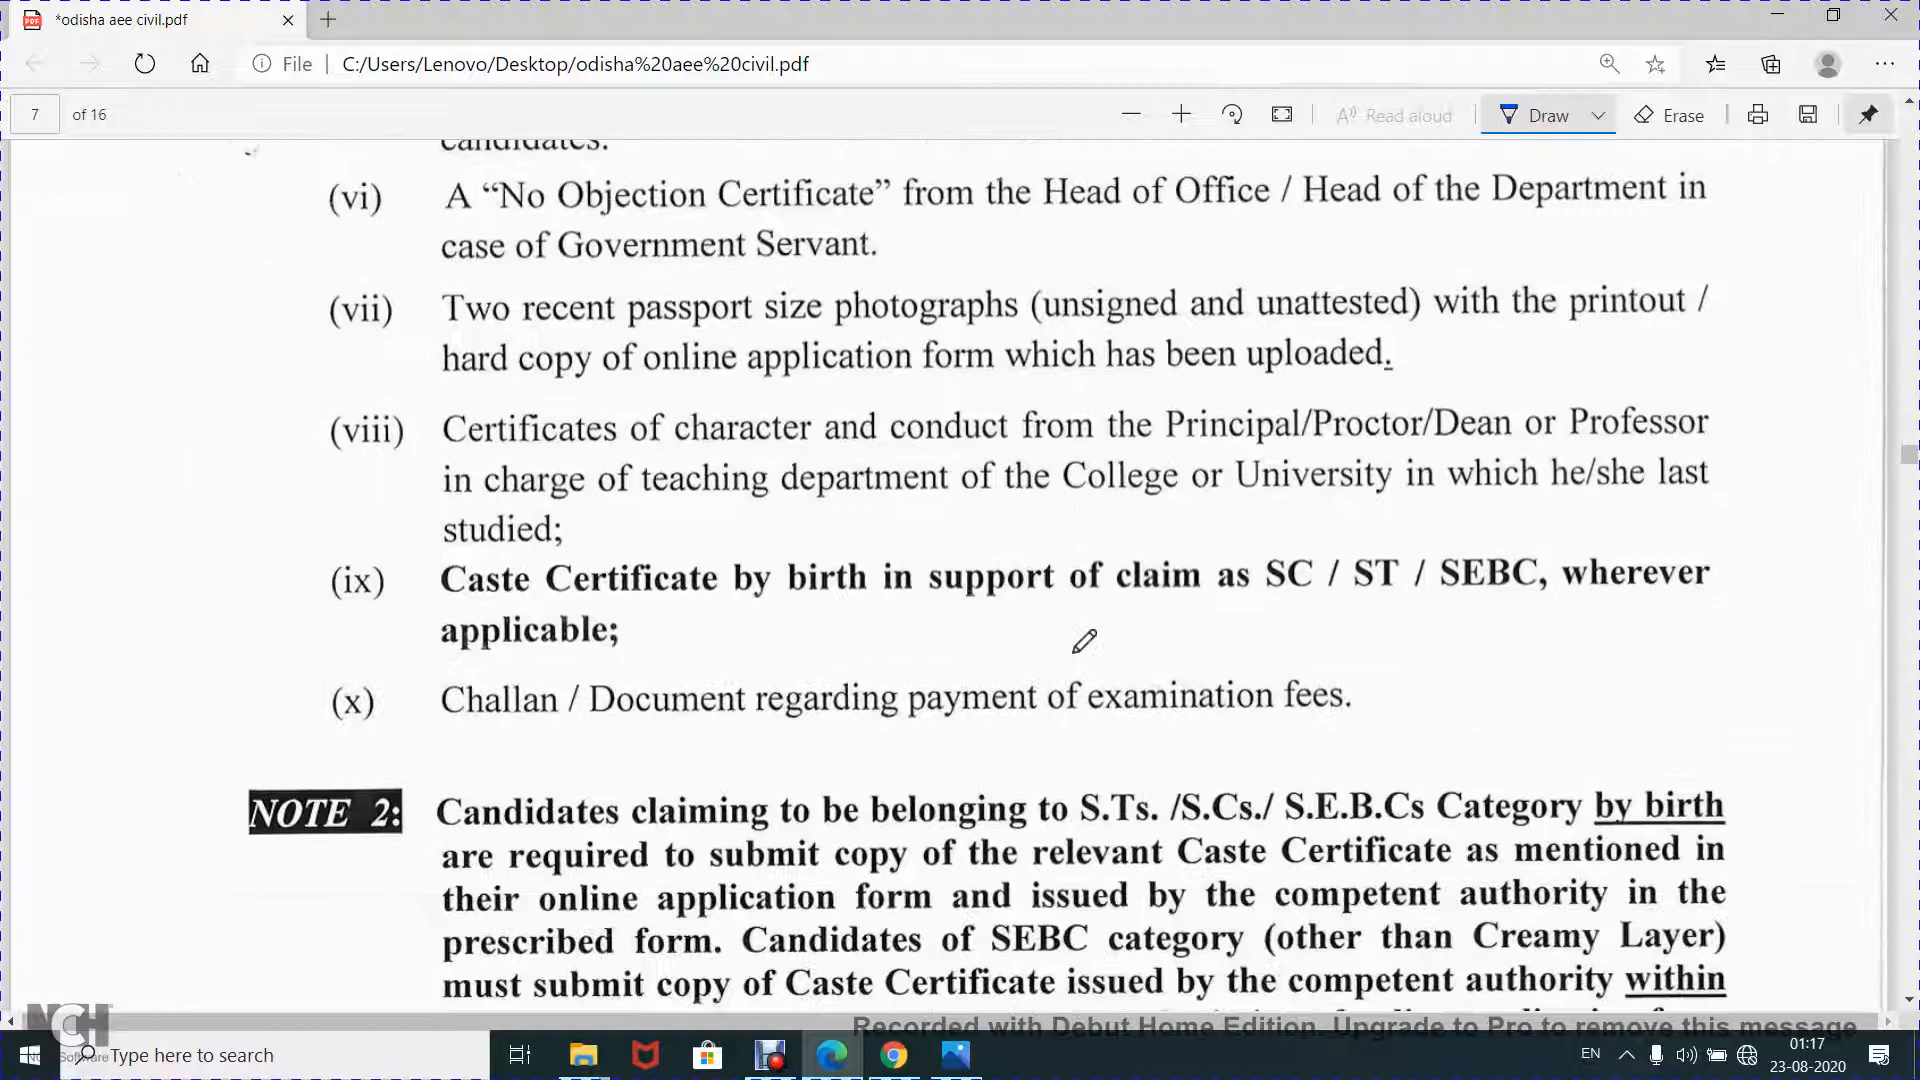 *odisha aee civil.pdf
File | C:/Users/Lenovo/Desktop/odisha%20aee%20civil.pdf
7 of 16 Read aloud Draw Erase
candidates.
(vi) A “No Objection Certificate” from the Head of Office / Head of the Department in
case of Government Servant.
(vii) Two recent passport size photographs (unsigned and unattested) with the printout /
hard copy of online application form which has been uploaded.
(viii) Certificates of character and conduct from the Principal/Proctor/Dean or Professor
in charge of teaching department of the College or University in which he/she last
studied;
(ix) Caste Certificate by birth in support of claim as SC / ST / SEBC, wherever
applicable;
(x) Challan / Document regarding payment of examination fees.
NOTE 2: Candidates claiming to be belonging to S.Ts. /S.Cs./ S.E.B.Cs Category by birth
are required to submit copy of the relevant Caste Certificate as mentioned in
their online application form and issued by the competent authority in the
prescribed form. Candidates of SEBC category (other than Creamy Layer)
must submit copy of Caste Certificate issued by the competent authority within
NCH
Recorded with Debut Home Edition. Upgrade to Pro to remove this message
Software
Type here to search
EN
01:17
23-08-2020